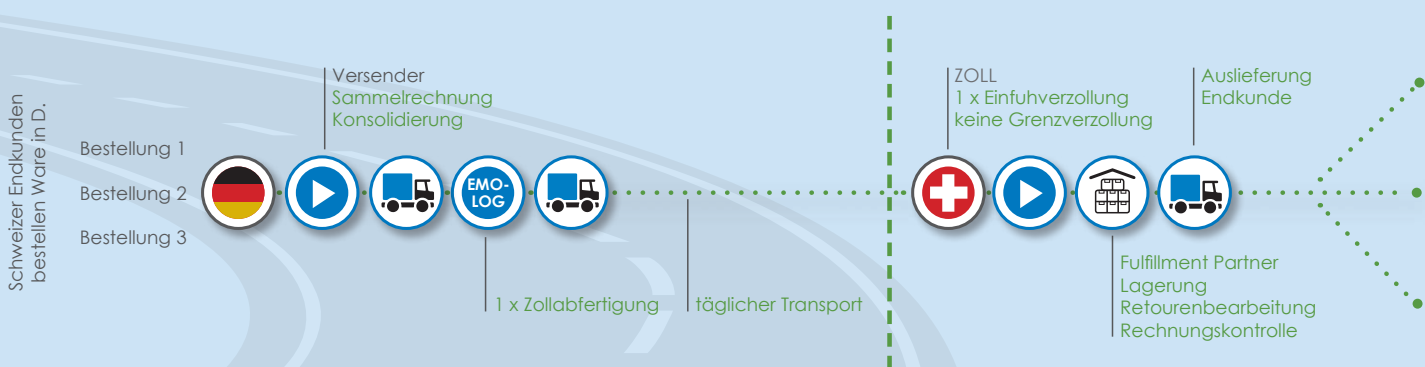 Schweizer Endkunden
bestellen Ware in D.
Bestellung 1
Bestellung 2
Bestellung 3
Versender
Sammelrechnung
Konsolidierung
EMO-
LOG
1 x Zollabfertigung
täglicher Transport
ZOLL
1 x Einfuhverzollung
keine Grenzverzollung
Fulfillment Partner
Lagerung
Retourenbearbeitung
Rechnungskontrolle
Auslieferung
Endkunde